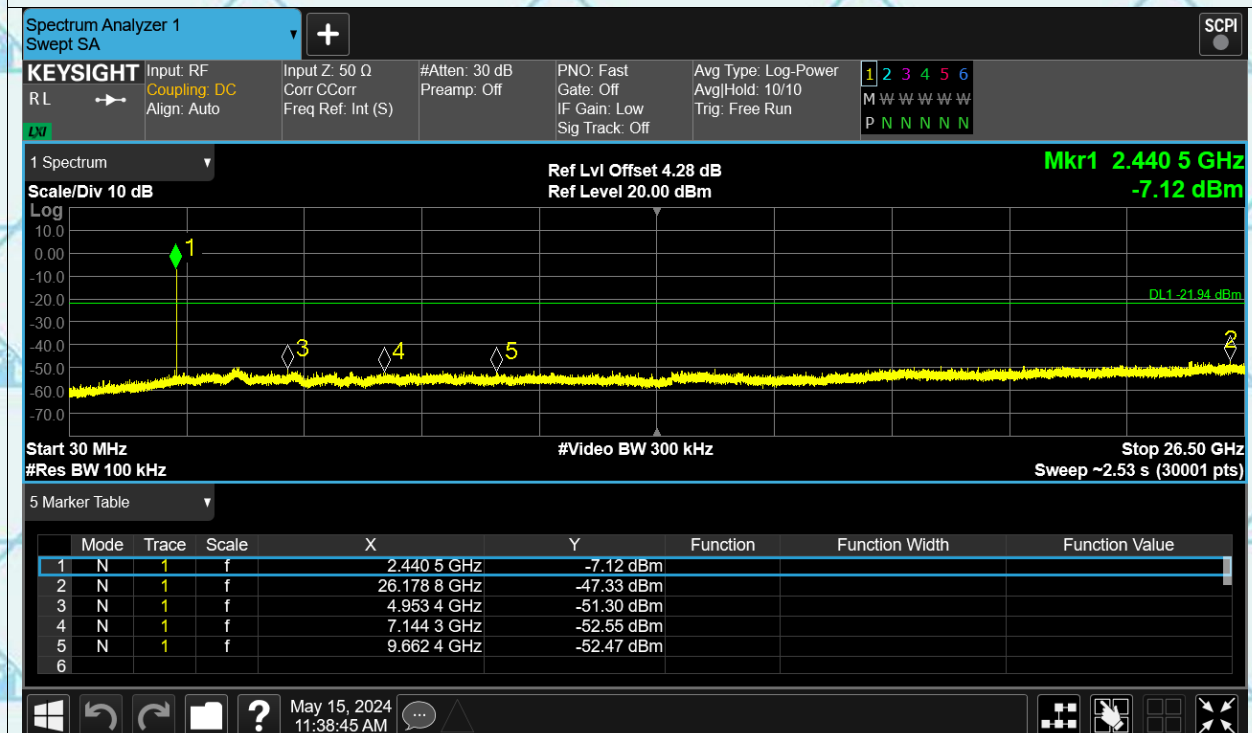 Spectrum Analyzer 1
Swept SA
+
SCPI
KEYSIGHT
R L
LXI
Input: RF
Coupling: DC
Align: Auto
Input Z: 50 Ω
Corr CCorr
Freq Ref: Int (S)
#Atten: 30 dB
Preamp: Off
PNO: Fast
Gate: Off
IF Gain: Low
Sig Track: Off
Avg Type: Log-Power
Avg|Hold: 10/10
Trig: Free Run
1 2 3 4 5 6
M W W W W W
P N N N N N
1 Spectrum
Scale/Div 10 dB
Ref Lvl Offset 4.28 dB
Ref Level 20.00 dBm
Mkr1 2.440 5 GHz
-7.12 dBm
Log
10.0
0.00
-10.0
-20.0
-30.0
-40.0
-50.0
-60.0
-70.0
1
DL1 -21.94 dBm
3
4
5
2
Start 30 MHz
#Video BW 300 kHz
Stop 26.50 GHz
#Res BW 100 kHz
Sweep ~2.53 s (30001 pts)
5 Marker Table
Mode Trace Scale X Y Function Function Width Function Value
1 N 1 f 2.440 5 GHz -7.12 dBm
2 N 1 f 26.178 8 GHz -47.33 dBm
3 N 1 f 4.953 4 GHz -51.30 dBm
4 N 1 f 7.144 3 GHz -52.55 dBm
5 N 1 f 9.662 4 GHz -52.47 dBm
6
?
May 15, 2024
11:38:45 AM